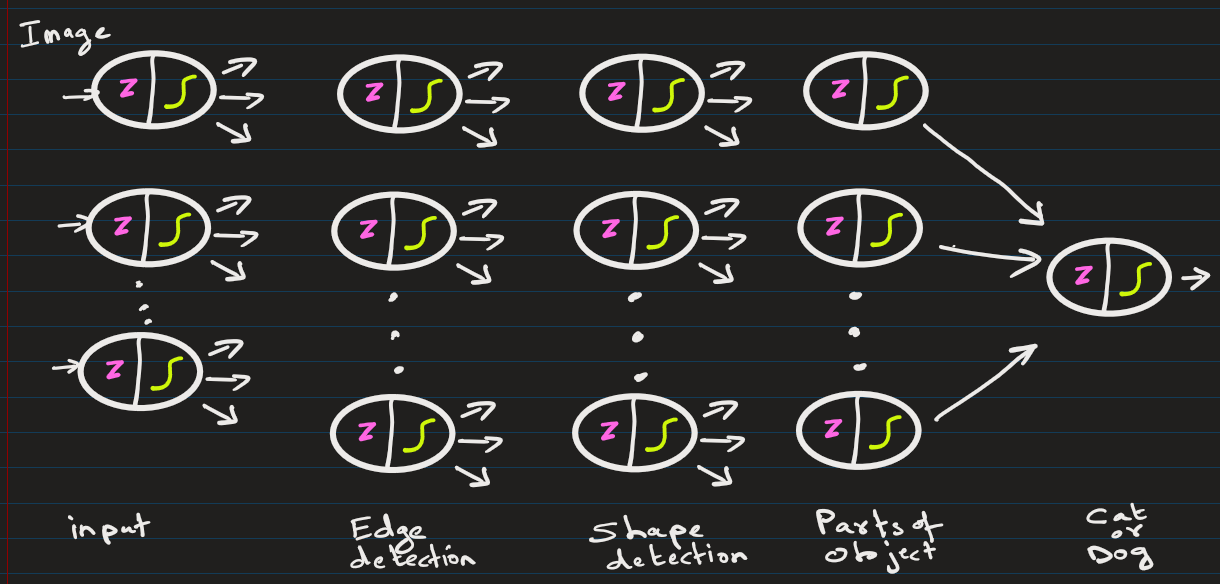 Image
z
z
z
z
z
z
z
z
z
z
z
z
z
input
Edge
detection
Shape
detection
Parts of
object
Cat
or
Dog